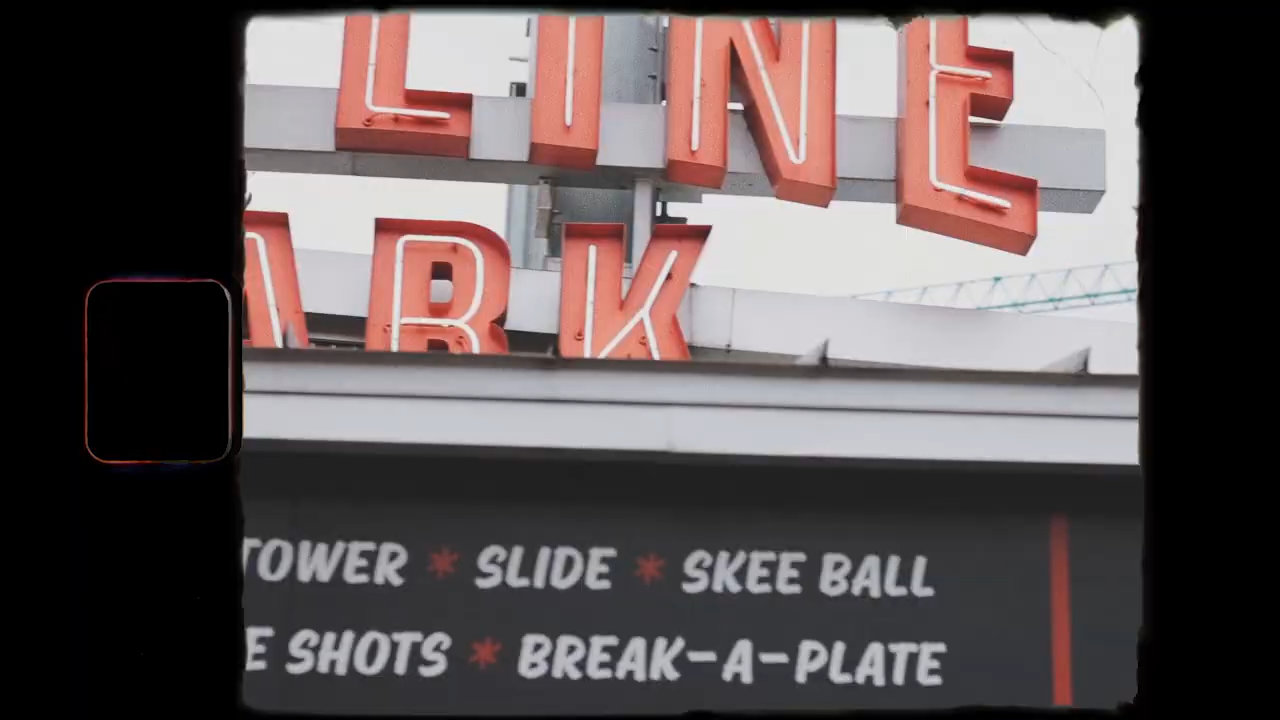 LINE
ARK
TOWER * SLIDE * SKEE BALL
E SHOTS * BREAK-A-PLATE